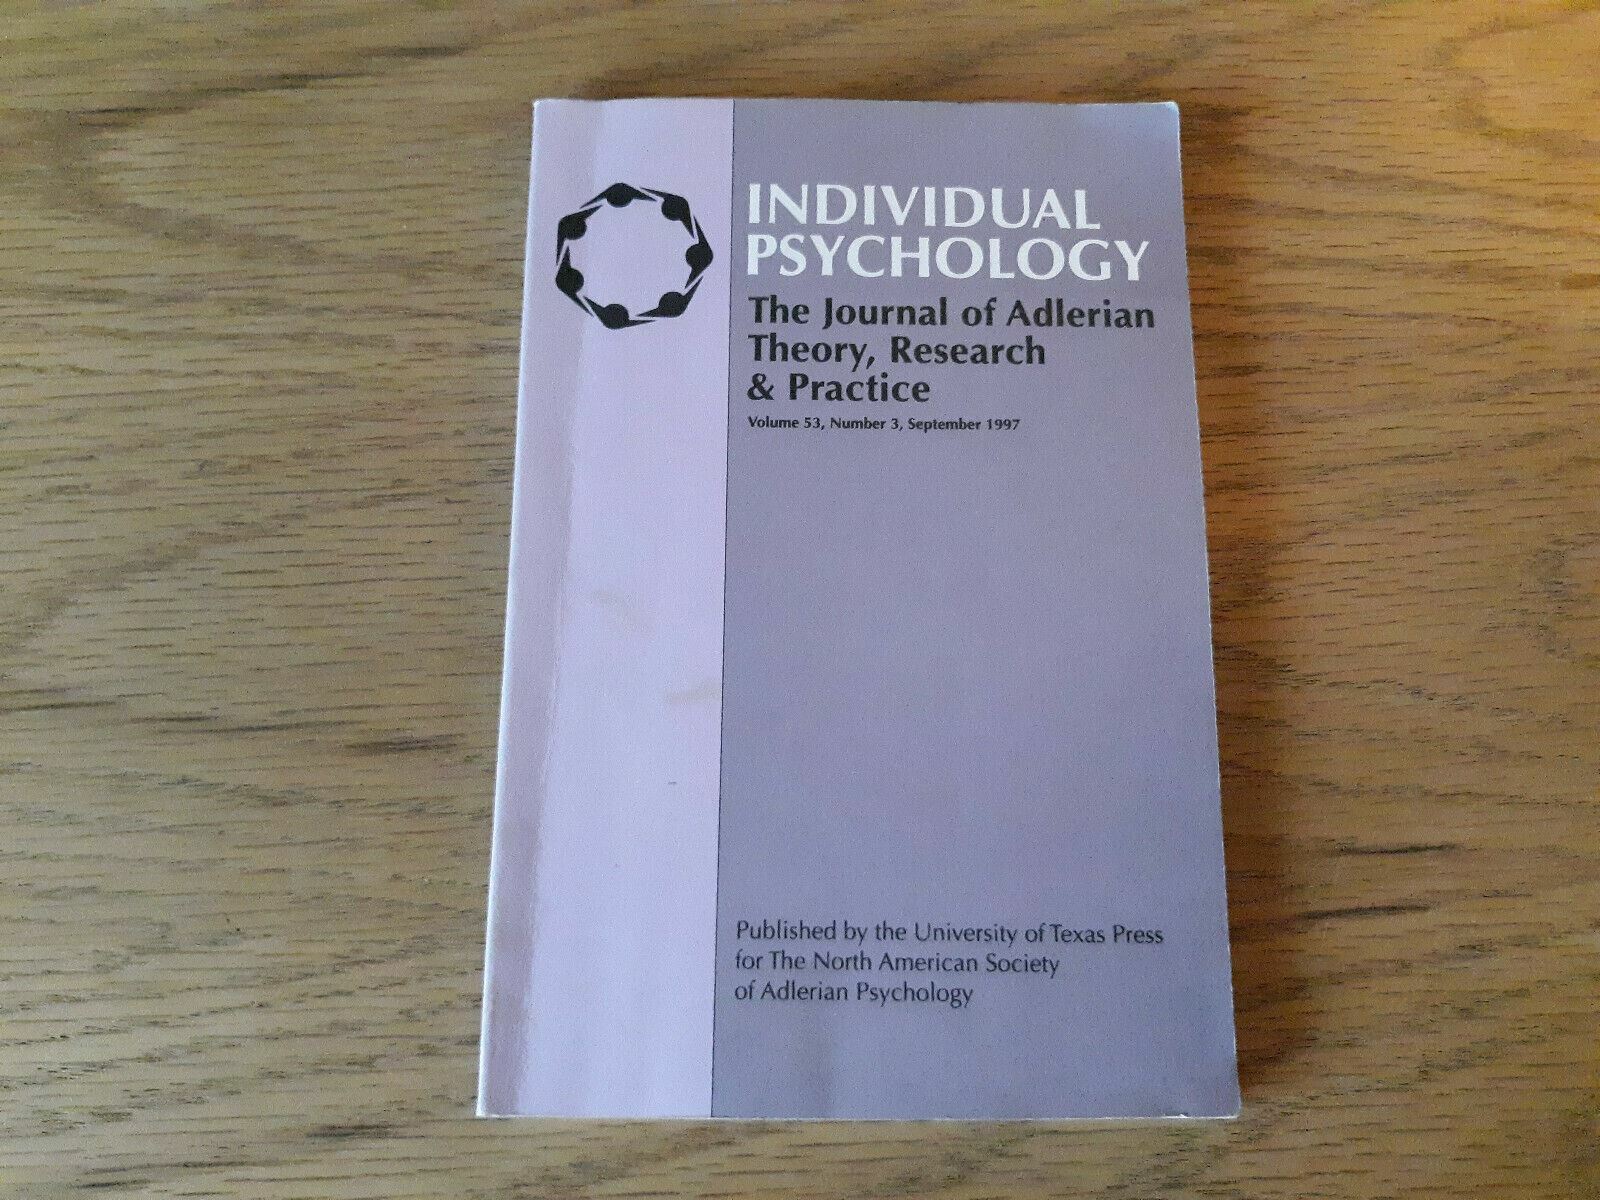 INDIVIDUAL
PSYCHOLOGY
The Journal of Adlerian
Theory, Research
& Practice
Volume 53, Number 3, September 1997
Published by the University of Texas Press
for The North American Society
of Adlerian Psychology